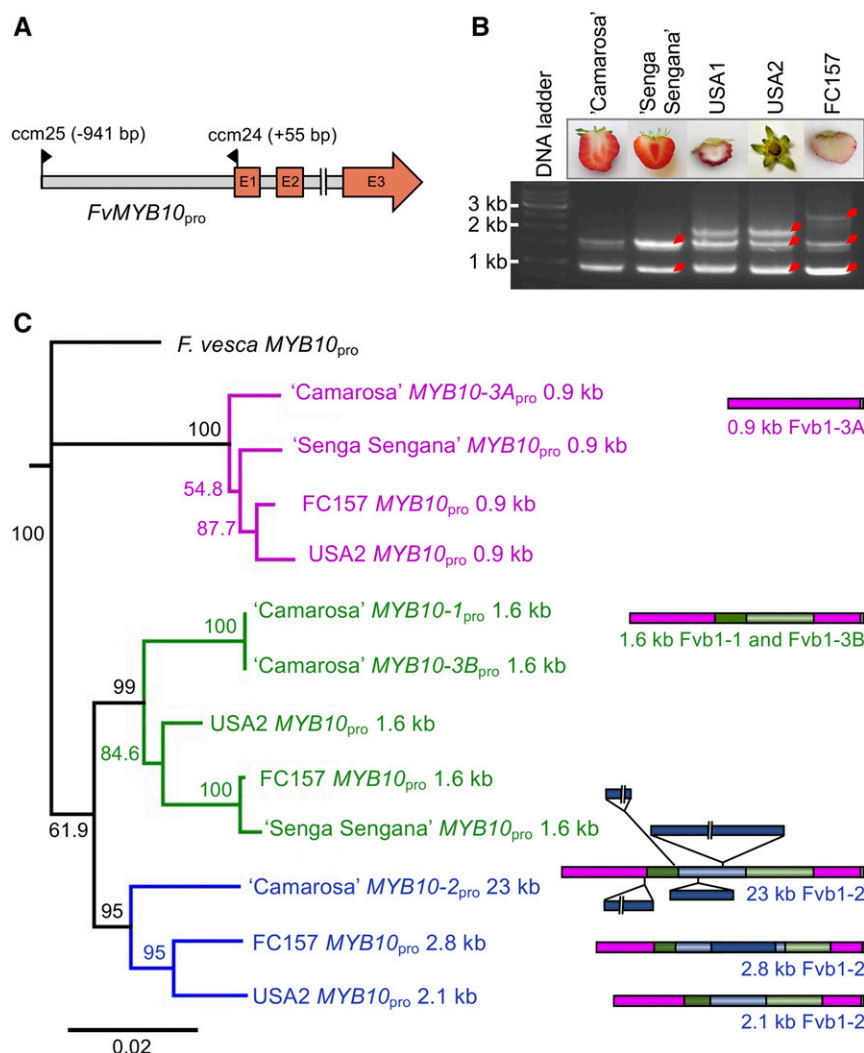 A
ccm25 (-941 bp)
ccm24 (+55 bp)
E1
E2
E3
FvMYB10pro
B
DNA ladder
'Camarosa'
'Senga
Sengana'
USA1
USA2
FC157
3 kb
2 kb
1 kb
C
F. vesca MYB10pro
'Camarosa' MYB10-3Apro 0.9 kb
100
0.9 kb Fvb1-3A
'Senga Sengana' MYB10pro 0.9 kb
54.8
FC157 MYB10pro 0.9 kb
87.7
100
USA2 MYB10pro 0.9 kb
'Camarosa' MYB10-1pro 1.6 kb
100
1.6 kb Fvb1-1 and Fvb1-3B
'Camarosa' MYB10-3Bpro 1.6 kb
99
USA2 MYB10pro 1.6 kb
84.6
FC157 MYB10pro 1.6 kb
100
61.9
'Senga Sengana' MYB10pro 1.6 kb
'Camarosa' MYB10-2pro 23 kb
23 kb Fvb1-2
95
FC157 MYB10pro 2.8 kb
95
2.8 kb Fvb1-2
USA2 MYB10pro 2.1 kb
2.1 kb Fvb1-2
0.02